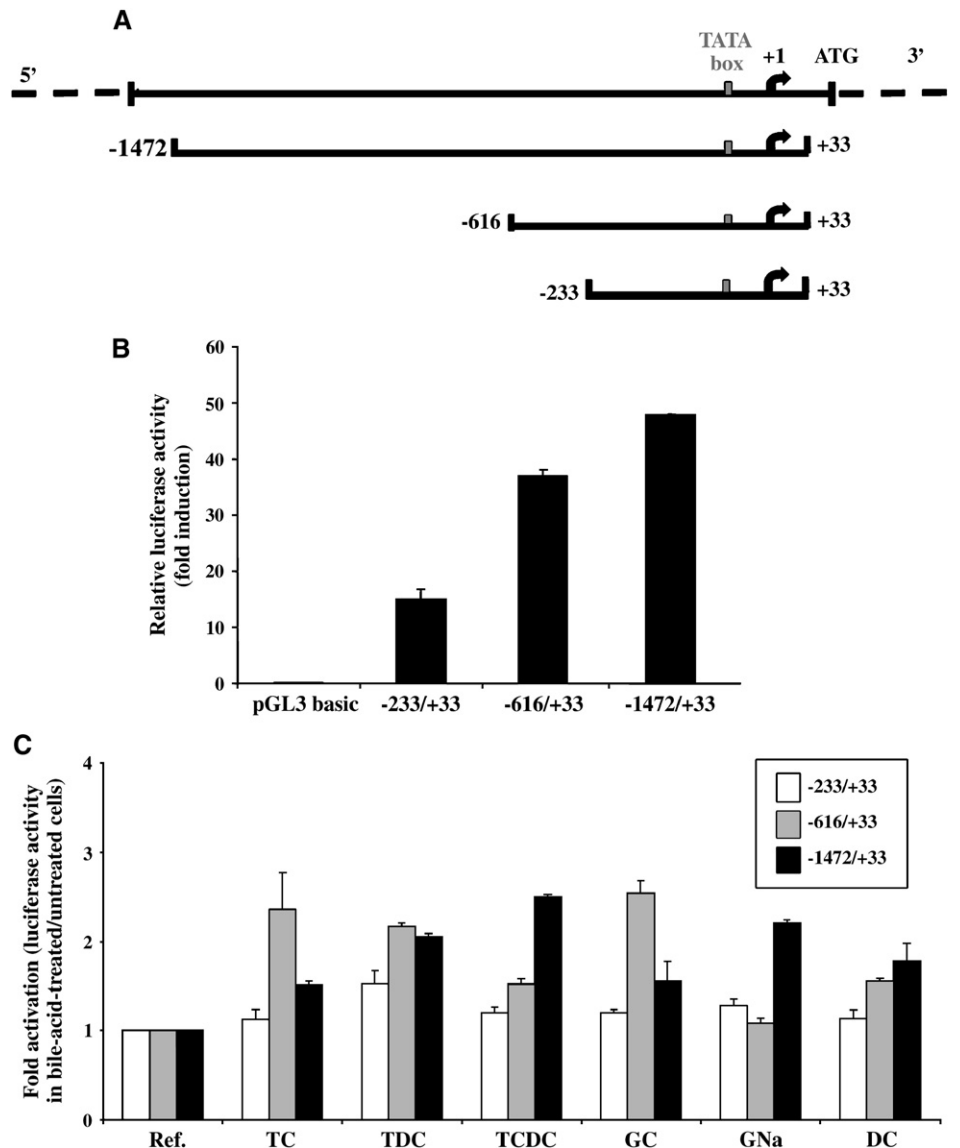 A
TATA
box
+1
ATG
5’
3’
-1472
+33
-616
+33
-233
+33
B
60
50
40
30
20
10
0
Relative luciferase activity
(fold induction)
pGL3 basic
-233/+33
-616/+33
-1472/+33
C
4
3
2
1
0
Fold activation (luciferase activity
in bile-acid-treated/untreated cells)
-233/+33
-616/+33
-1472/+33
Ref.
TC
TDC
TCDC
GC
GNa
DC